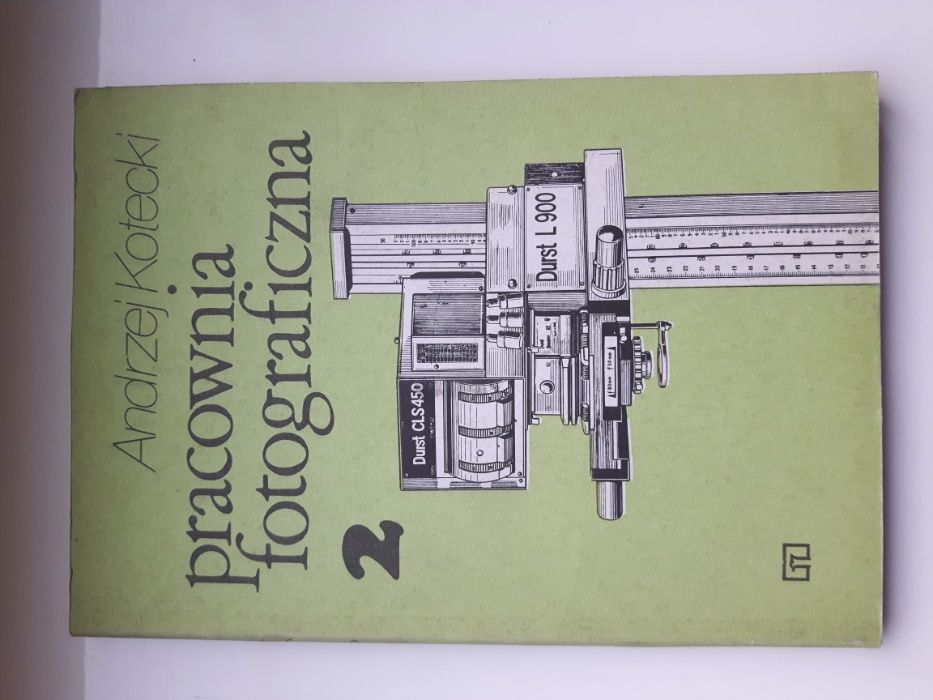 Andrzej Kotecki
pracownia
fotograficzna
2
Durst CLS450
Durst L 900